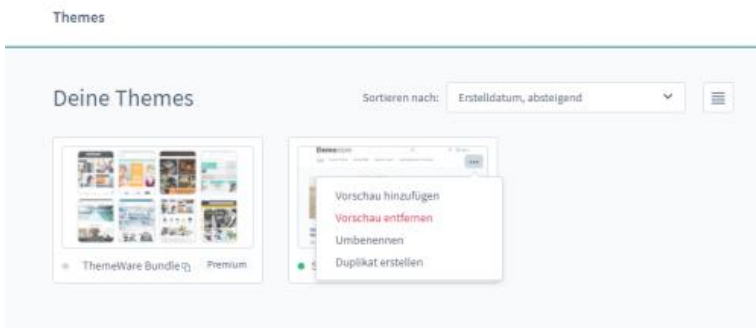 Themes
Deine Themes
Sortieren nach: Erstelldatum, absteigend
Vorschau hinzufügen
Vorschau entfernen
Umbenennen
Duplikat erstellen
ThemeWare Bundle Premium